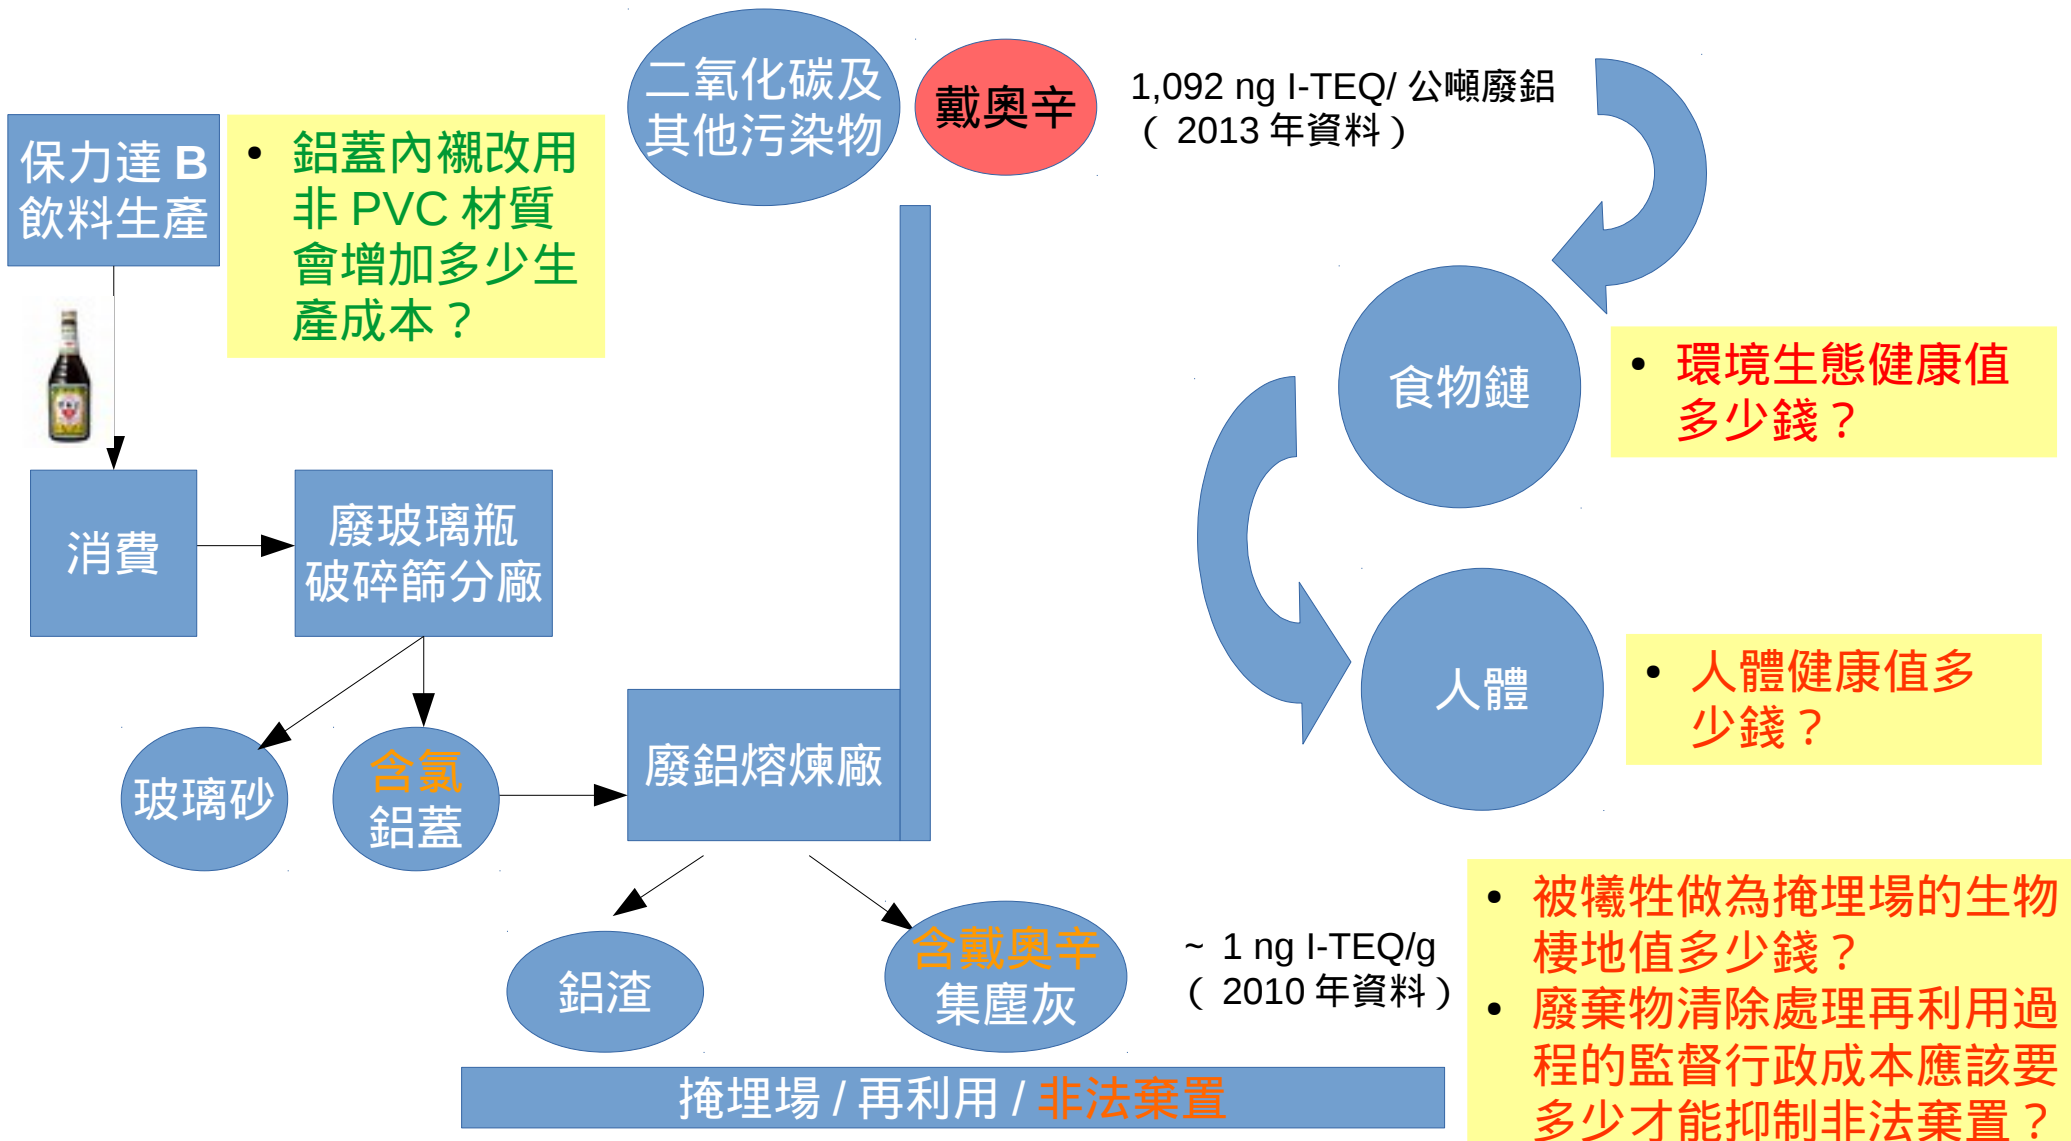 二氧化碳及
其他污染物
戴奧辛
1,092 ng I-TEQ/ 公噸廢鋁
（ 2013 年資料）
保力達 B
飲料生產
• 鋁蓋內襯改用
非 PVC 材質
會增加多少生
產成本？
食物鏈
• 環境生態健康值
多少錢？
消費
廢玻璃瓶
破碎篩分廠
人體
• 人體健康值多
少錢？
玻璃砂
含氯
鋁蓋
廢鋁熔煉廠
鋁渣
含戴奧辛
集塵灰
~ 1 ng I-TEQ/g
（ 2010 年資料）
• 被犧牲做為掩埋場的生物
棲地值多少錢？
• 廢棄物清除處理再利用過
程的監督行政成本應該要
多少才能抑制非法棄置？
掩埋場 / 再利用 / 非法棄置